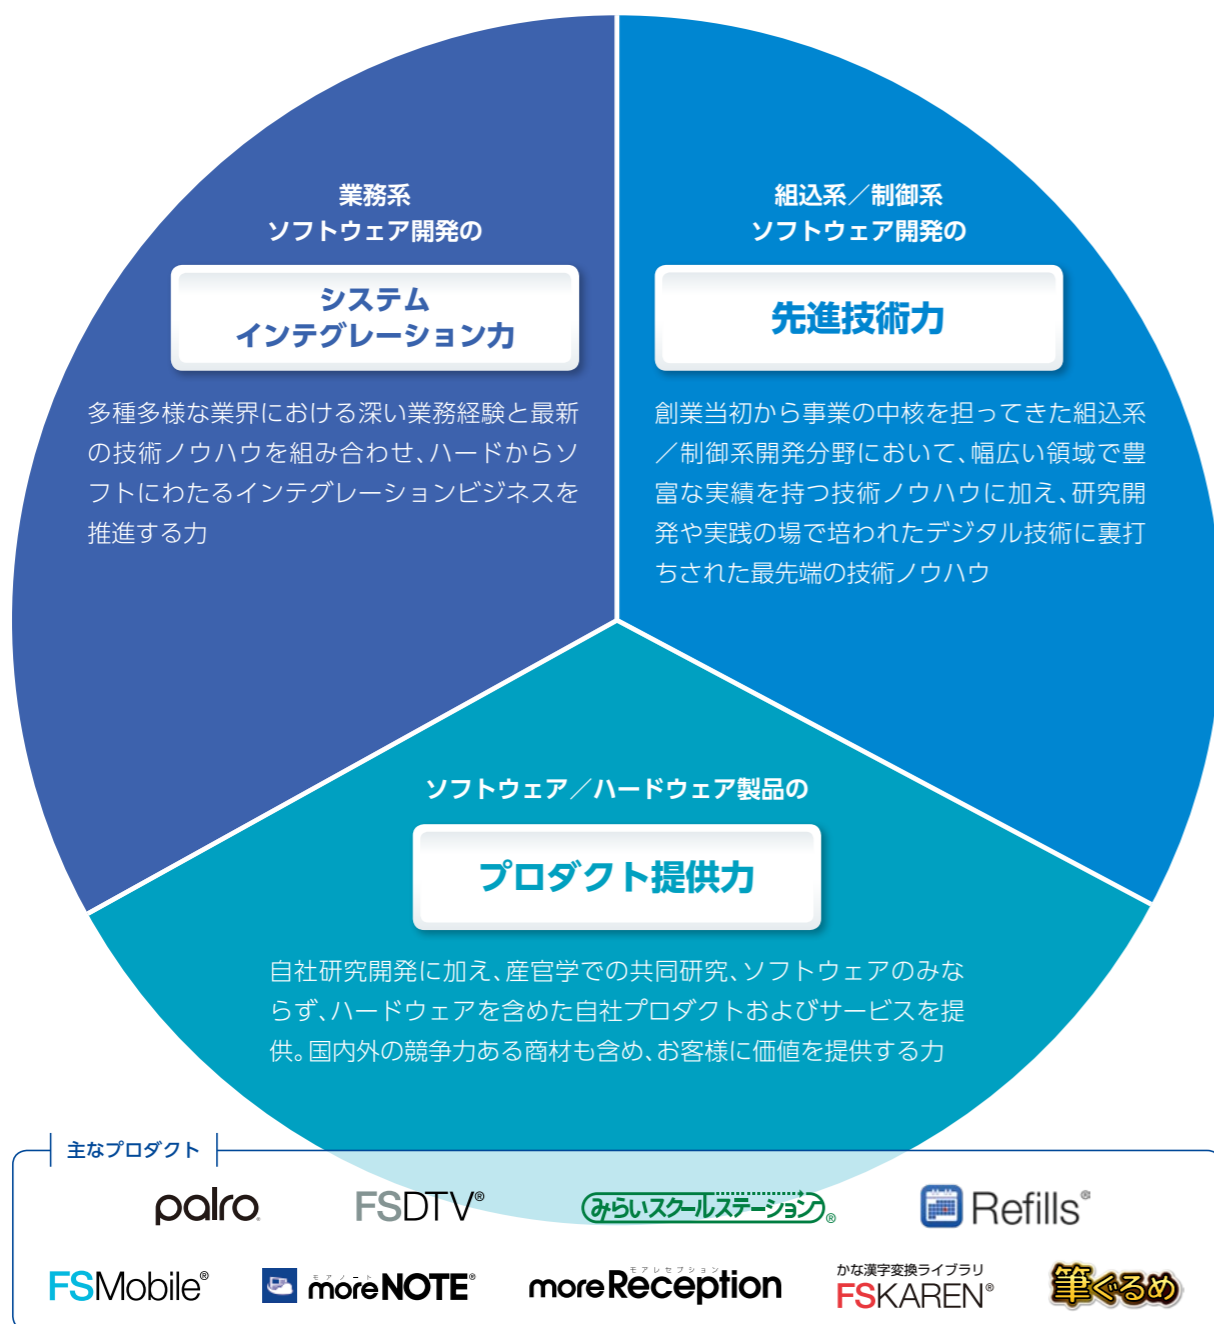 業務系
ソフトウェア開発の
システム
インテグレーション力
多種多様な業界における深い業務経験と最新
の技術ノウハウを組み合わせ、ハードからソ
フトにわたるインテグレーションビジネスを
推進する力
組込系／制御系
ソフトウェア開発の
先進技術力
創業当初から事業の中核を担ってきた組込系
／制御系開発分野において、幅広い領域で豊
富な実績を持つ技術ノウハウに加え、研究開
発や実践の場で培われたデジタル技術に裏打
ちされた最先端の技術ノウハウ
ソフトウェア／ハードウェア製品の
プロダクト提供力
自社研究開発に加え、産官学での共同研究、ソフトウェアのみな
らず、ハードウェアを含めた自社プロダクトおよびサービスを提
供。国内外の競争力ある商材も含め、お客様に価値を提供する力
主なプロダクト
palro®
FSDTV®
みらいスクールステーション®
Refills®
FSMobile®
モアノート
moreNOTE®
モアレセプション
moreReception
かな漢字変換ライブラリ
FSKAREN®
筆ぐるめ